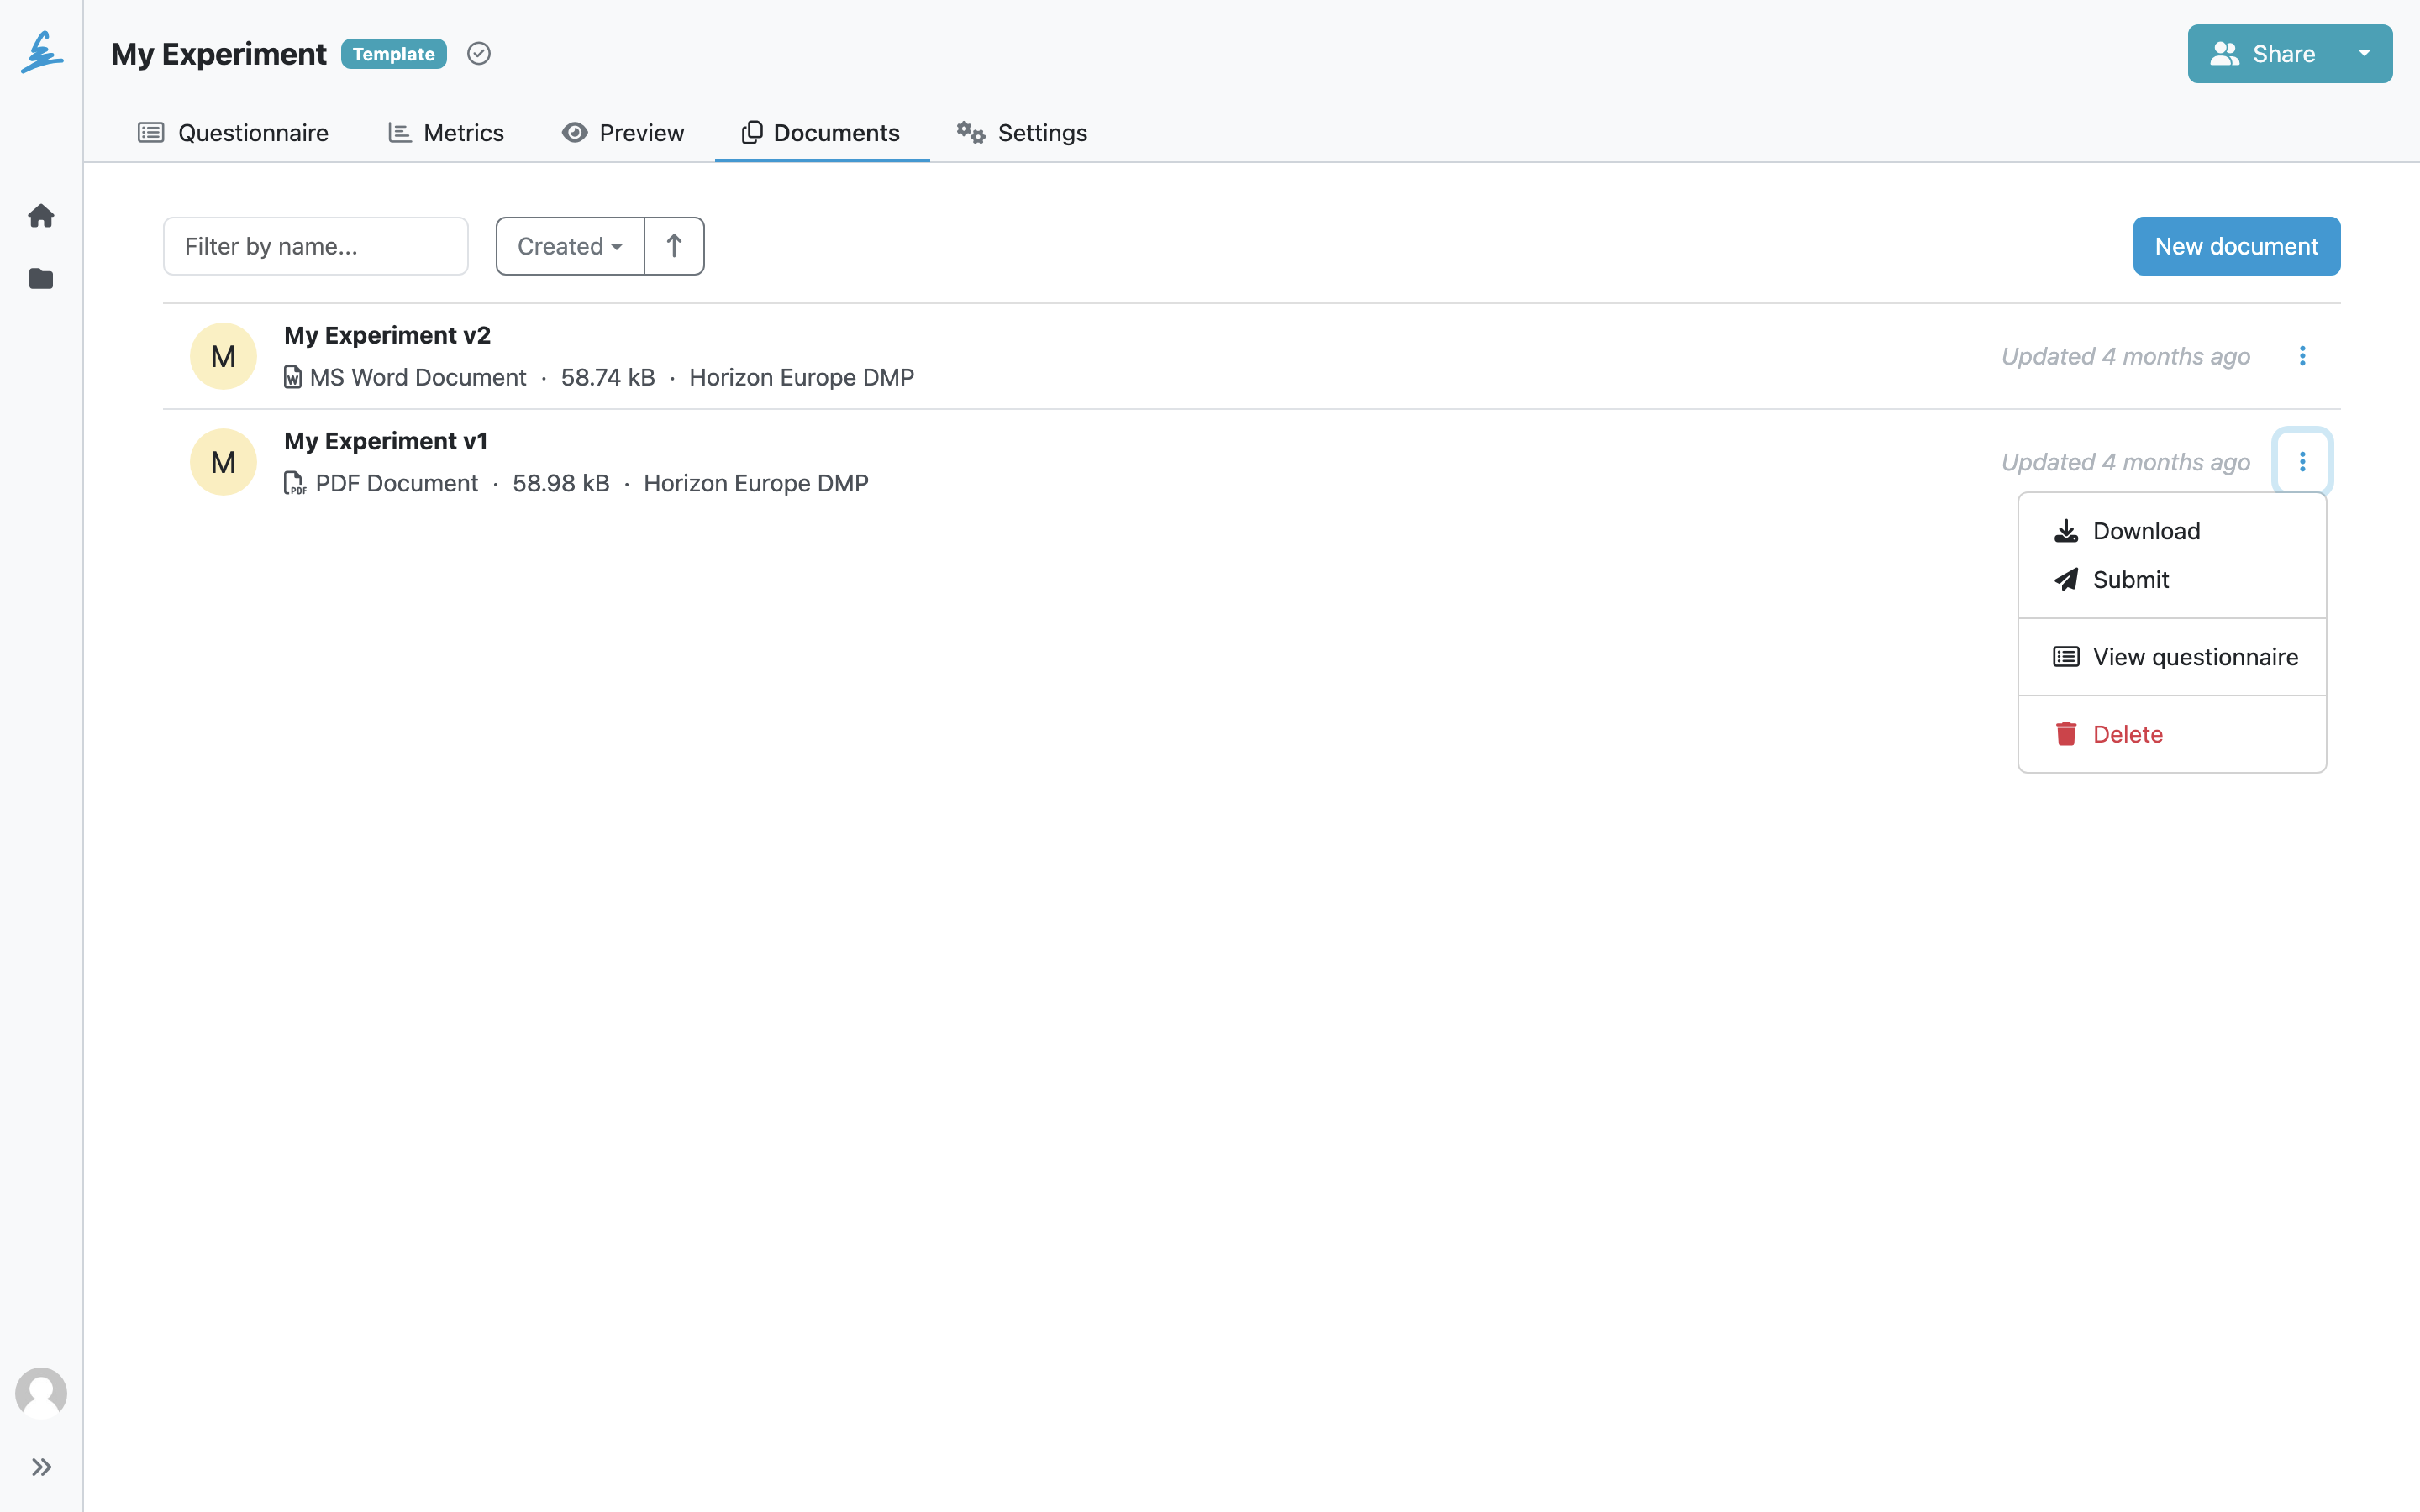 My Experiment Template
Share
Questionnaire Metrics Preview Documents Settings
Filter by name... Created New document
My Experiment v2
M
MS Word Document · 58.74 kB · Horizon Europe DMP
Updated 4 months ago
My Experiment v1
M
PDF Document · 58.98 kB · Horizon Europe DMP
Updated 4 months ago
Download
Submit
View questionnaire
Delete